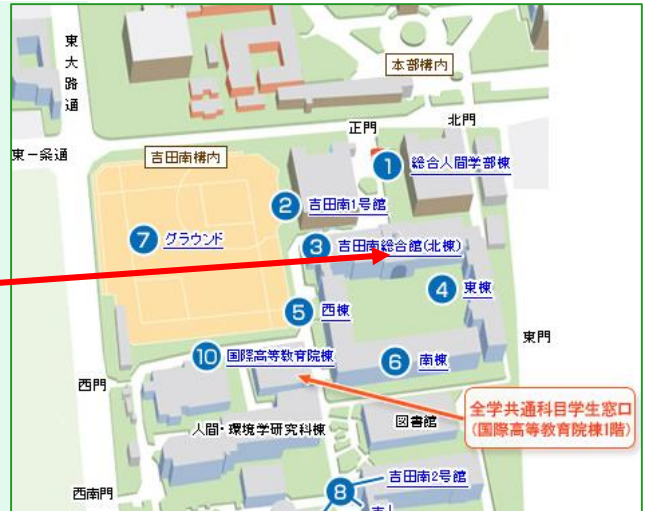 東大路通
本部構内
正門
北門
東一条通
吉田南構内
1 総合人間学部棟
2 吉田南1号館
3 吉田南総合館(北棟)
7 グラウンド
4 東棟
5 西棟
東門
10 国際高等教育院棟
6 南棟
西門
全学共通科目学生窓口
(国際高等教育院棟1階)
人間・環境学研究科棟
図書館
吉田南2号館
西南門
8